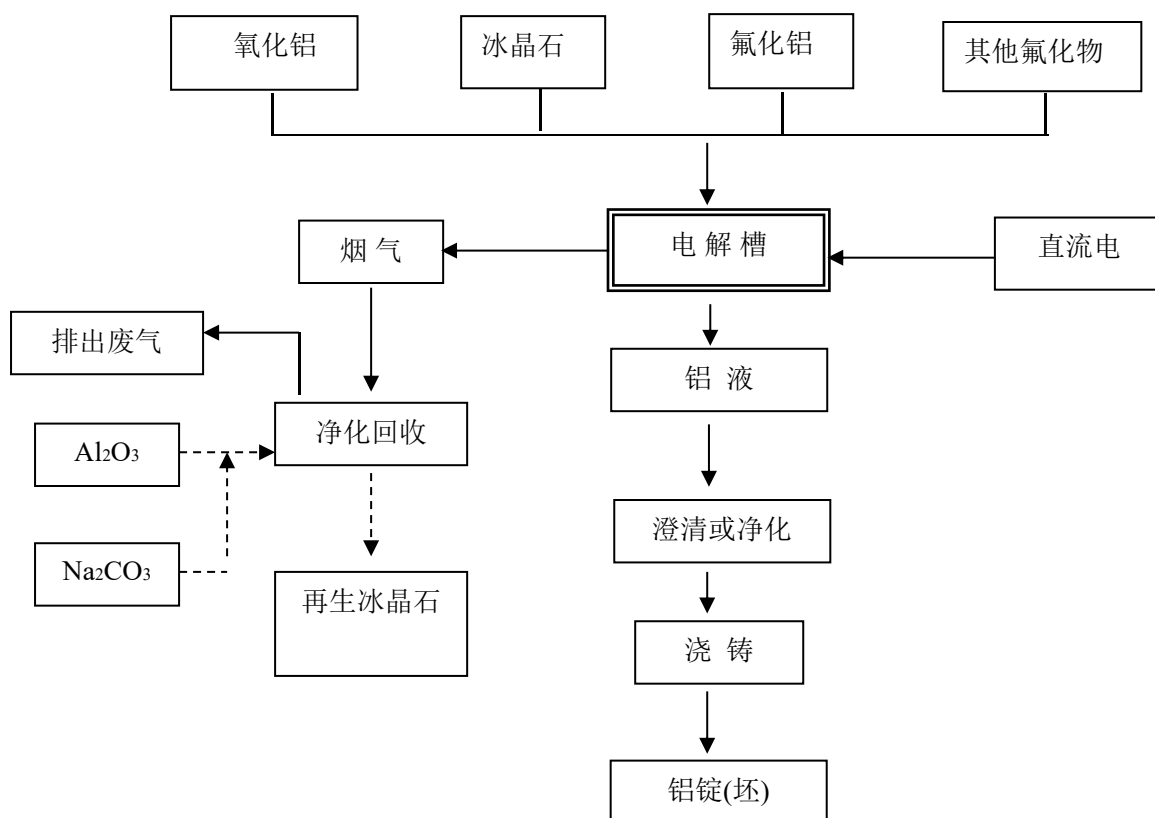 氧化铝
冰晶石
氟化铝
其他氟化物
烟 气
电 解 槽
直流电
排出废气
铝 液
净化回收
Al₂O₃
澄清或净化
Na₂CO₃
再生冰晶石
浇 铸
铝锭(坯)